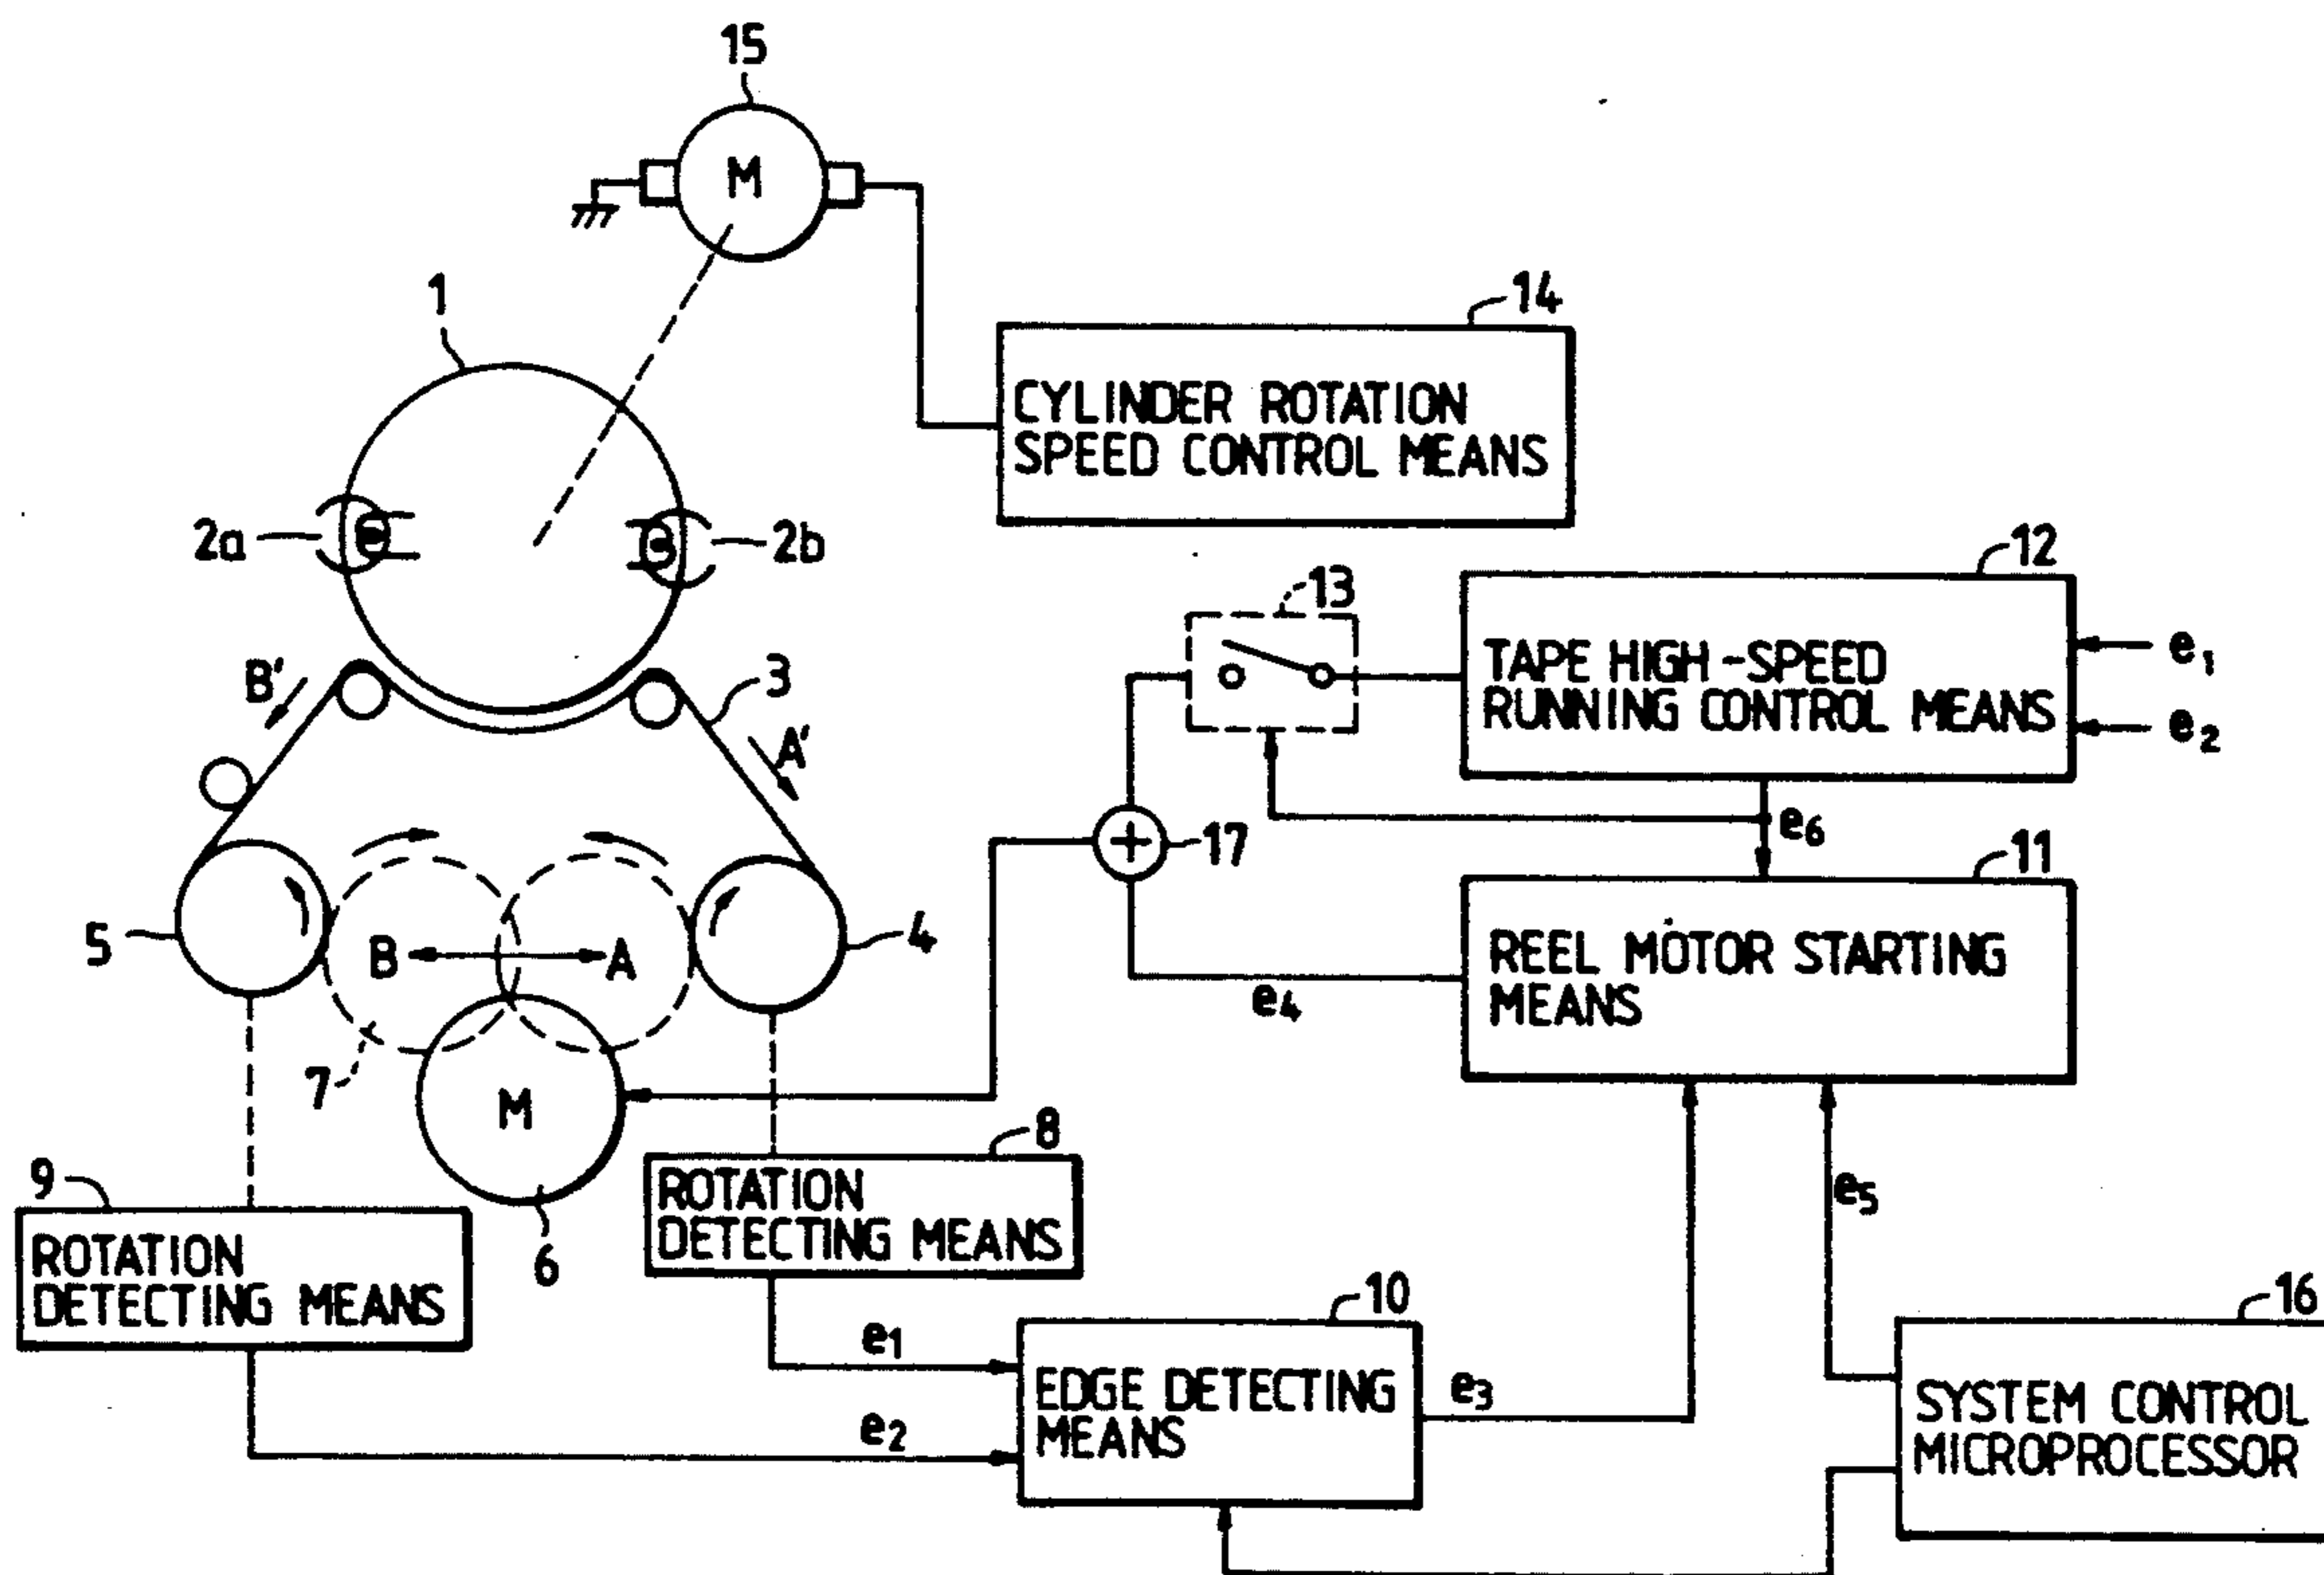 15
M
1
14
CYLINDER ROTATION
SPEED CONTROL MEANS
2a
2b
12
13
TAPE HIGH-SPEED
RUNNING CONTROL MEANS
e1
e2
B'
3
A'
e6
17
11
5
B
A
4
REEL MOTOR STARTING
MEANS
e4
7
M
8
ROTATION
DETECTING MEANS
9
ROTATION
DETECTING MEANS
6
e5
10
16
e1
EDGE DETECTING
MEANS
e3
e2
SYSTEM CONTROL
MICROPROCESSOR